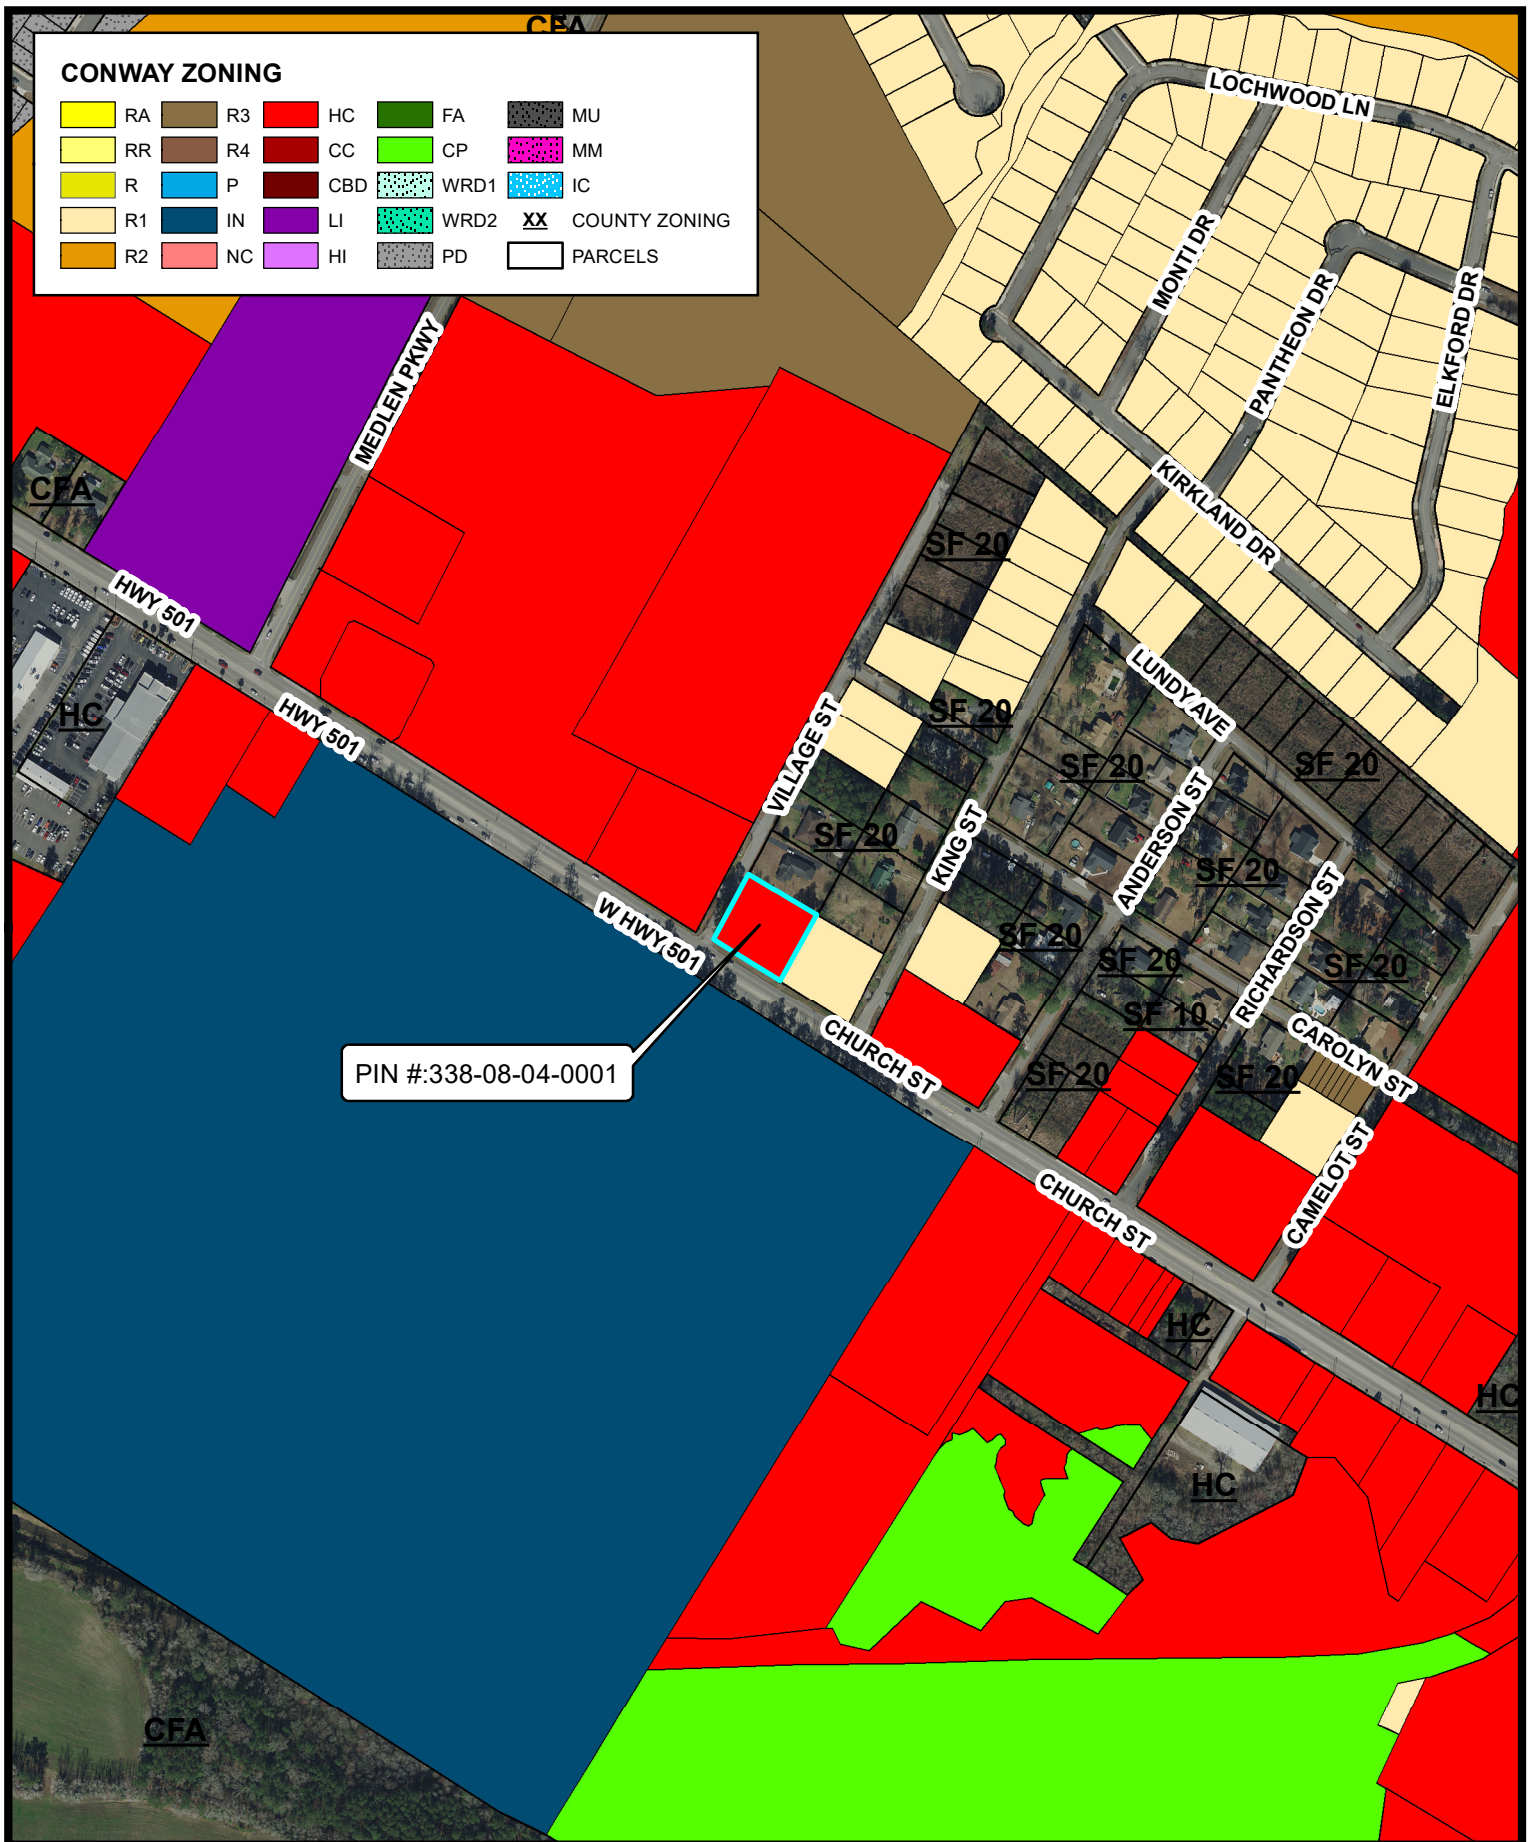 CFA
CONWAY ZONING
RA R3 HC FA MU
RR R4 CC CP MM
R P CBD WRD1 IC
R1 IN LI WRD2 XX COUNTY ZONING
R2 NC HI PD PARCELS
LOCHWOOD LN
MONTI DR
PANTHEON DR
ELKFORD DR
MEDLEN PKWY
KIRKLAND DR
CFA
SF 20
HWY 501
LUNDY AVE
HC
HWY 501
SF 20
VILLAGE ST
SF 20
SF 20
ANDERSON ST
SF 20
KING ST
SF 20
RICHARDSON ST
W HWY 501
SF 20
SF 20
SF 20
SF 10
CHURCH ST
CAROLYN ST
PIN #:338-08-04-0001
SF 20
SF 20
CAMELOT ST
CHURCH ST
HC
HC
HC
CFA